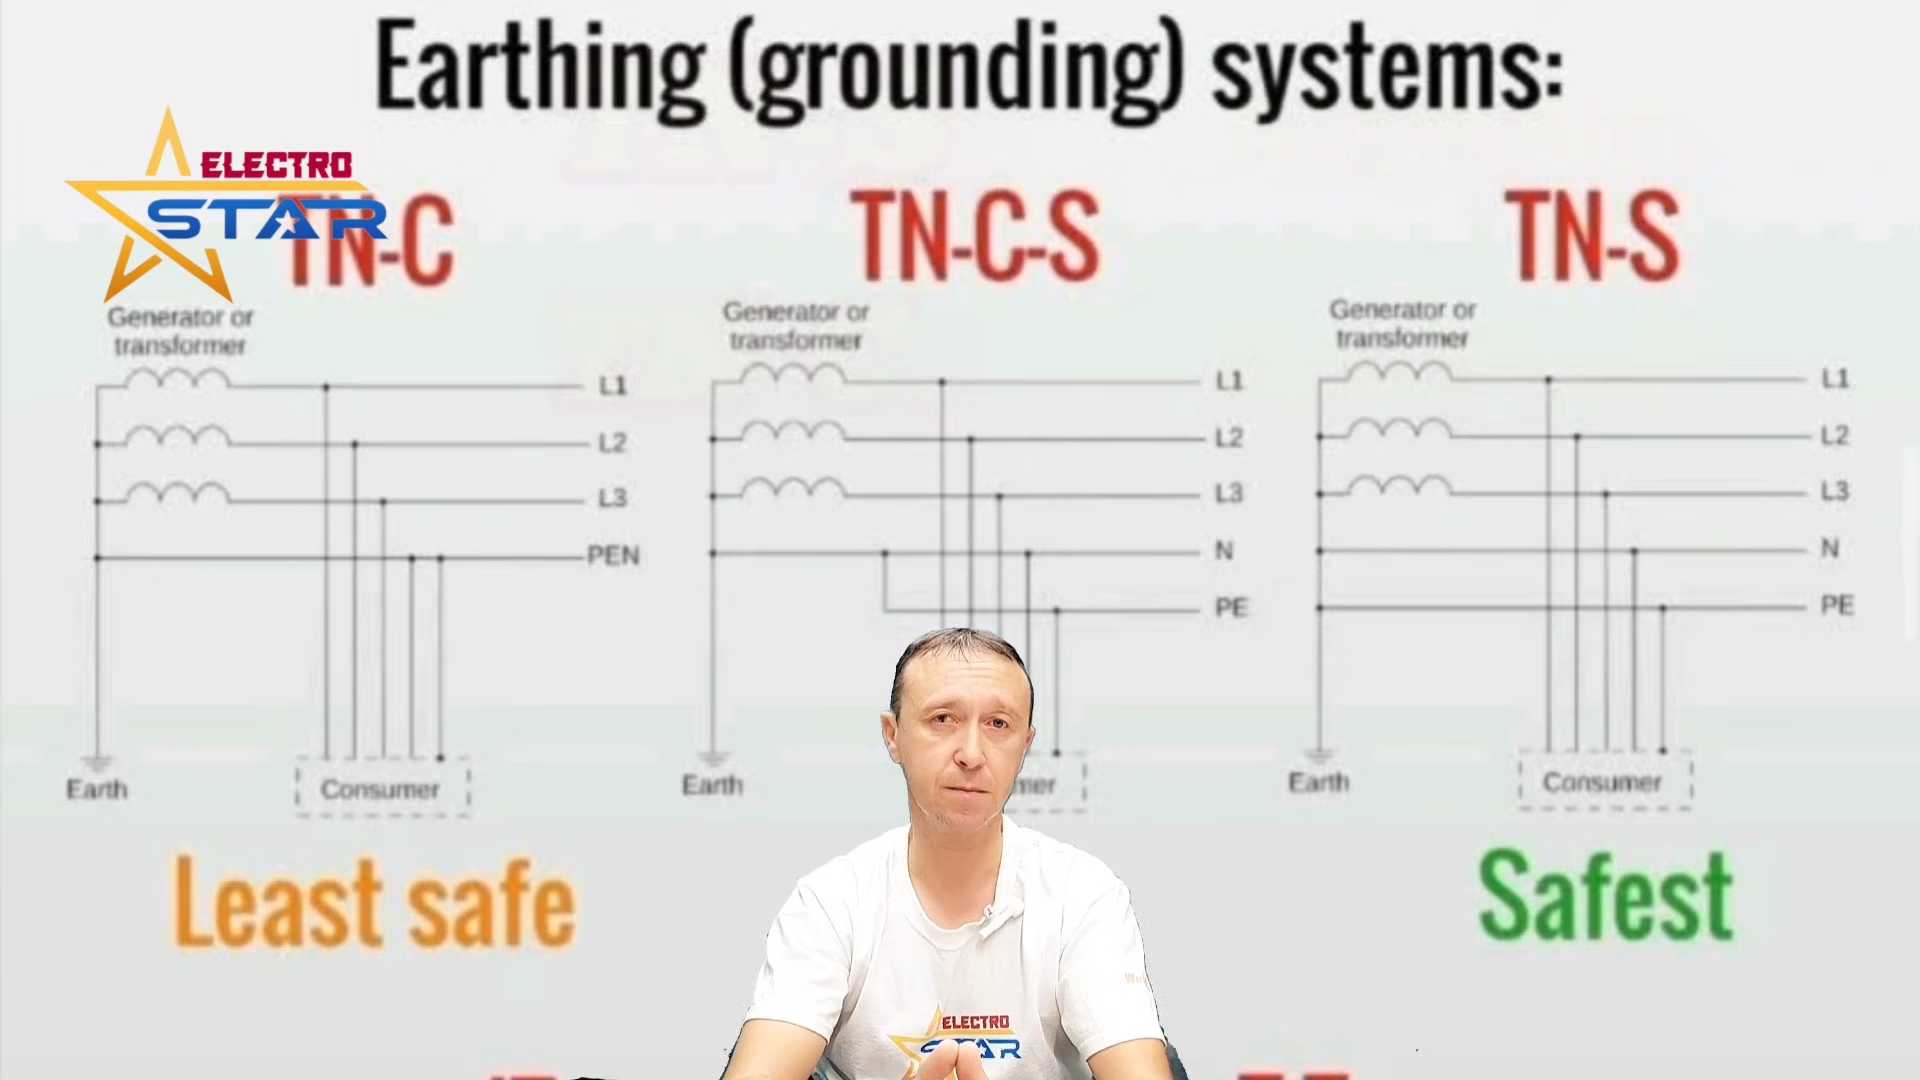 Earthing (grounding) systems:
ELECTRO
STAR
TN-C
TN-C-S
TN-S
Generator or
transformer
L1
L2
L3
PEN
Earth
Consumer
Least safe
Generator or
transformer
L1
L2
L3
N
PE
Earth
mer
Generator or
transformer
L1
L2
L3
N
PE
Earth
Consumer
Safest
ELECTRO
STAR